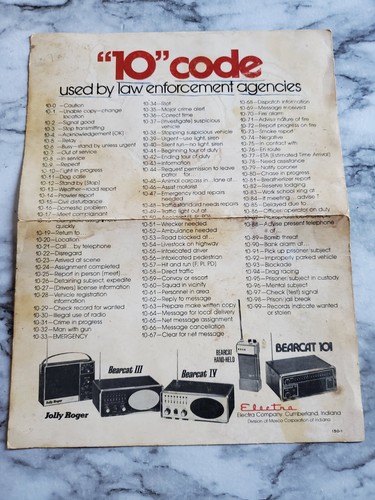 "10" code
used by law enforcement agencies
10-0 —Caution
10-1 —Unable copy—change
location
10-2 —Signal good
10-3 —Stop transmitting
10-4 —Acknowledgement (OK)
10-5 —Relay
10-6 —Busy—stand by unless urgent
10-7 —Out of service
10-8 —In service
10-9 —Repeat
10-10—Fight in progress
10-11—Dog case
10-12—Stand by (stop)
10-13—Weather—road report
10-14—Prowler report
10-15—Civil disturbance
10-16—Domestic problem
10-17—Meet complainant
quickly
10-19—Return to
10-20—Location
10-21—Call... by telephone
10-22—Disregard
10-23—Arrived at scene
10-24—Assignment completed
10-25—Report in person (meet)
10-26—Detaining subject, expedite
10-27—(Drivers) license information
10-28—Vehicle registration
information
10-29—Check record for wanted
10-30—Illegal use of radio
10-31—Crime in progress
10-32—Man with gun
10-33—EMERGENCY
10-34—Riot
10-35—Major crime alert
10-36—Correct time
10-37—(Investigate) suspicious
vehicle
10-38—Stopping suspicious vehicle
10-39—Urgent—use light, siren
10-40—Silent run—no light, siren
10-41—Beginning tour of duty
10-42—Ending tour of duty
10-43—Information
10-44—Request permission to leave
patrol
10-45—Animal carcass in...lane at
10-46—Assist motorist
10-47—Emergency road repairs
needed
10-48—Traffic standard needs repairs
10-49—Traffic light out at
10-51—Wrecker needed
10-52—Ambulance needed
10-53—Road blocked at
10-54—Livestock on highway
10-55—Intoxicated driver
10-56—Intoxicated pedestrian
10-57—Hit and run (F, PI, PD)
10-58—Direct traffic
10-59—Convoy or escort
10-60—Squad in vicinity
10-61—Personnel in area
10-62—Reply to message
10-63—Prepare make written copy
10-64—Message for local delivery
10-65—Net message assignment
10-66—Message cancellation
10-67—Clear for net message
10-68—Dispatch information
10-69—Message received
10-70—Fire alarm
10-71—Advise nature of fire
10-72—Report progress on fire
10-73—Smoke report
10-74—Negative
10-75—In contact with
10-76—En route
10-77—ETA (Estimated Time Arrival)
10-78—Need assistance
10-79—Notify coroner
10-80—Chase in progress
10-81—Breathalizer report
10-82—Reserve lodging
10-83—Work school xing at
10-84—If meeting...advise T
10-85—Delayed due to
10-86—Officer/operator on duty
10-88—Advise present telephone
10-89—Bomb threat
10-90—Bank alarm at
10-91—Pick up prisoner/subject
10-92—Improperly parked vehicle
10-93—Blockade
10-94—Drag racing
10-95—Prisoner/subject in custody
10-96—Mental subject
10-97—Check (test) signal
10-98—Prison/jail break
10-99—Records indicate wanted
or stolen
Jolly Roger
Bearcat III
Bearcat IV
BEARCAT
HAND-HELD
BEARCAT 101
Electra
Electra Company, Cumberland, Indiana
Division of Masco Corporation of Indiana